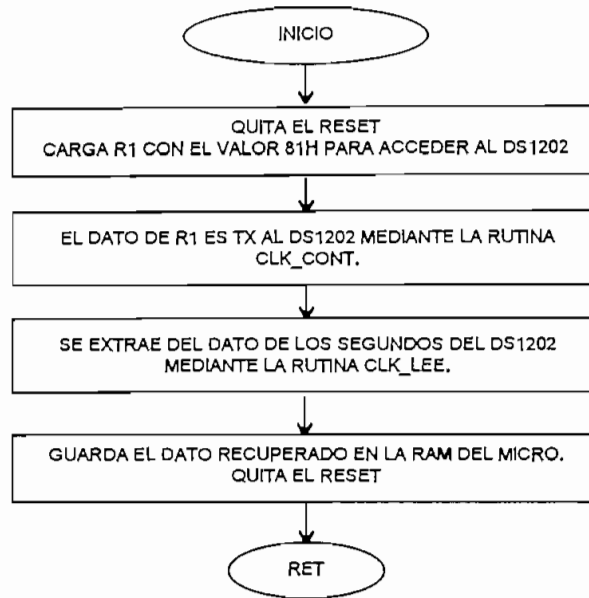 INICIO
QUITA EL RESET
CARGA R1 CON EL VALOR 81H PARA ACCEDER AL DS1202
EL DATO DE R1 ES TX AL DS1202 MEDIANTE LA RUTINA
CLK_CONT.
SE EXTRAE DEL DATO DE LOS SEGUNDOS DEL DS1202
MEDIANTE LA RUTINA CLK_LEE.
GUARDA EL DATO RECUPERADO EN LA RAM DEL MICRO.
QUITA EL RESET
RET